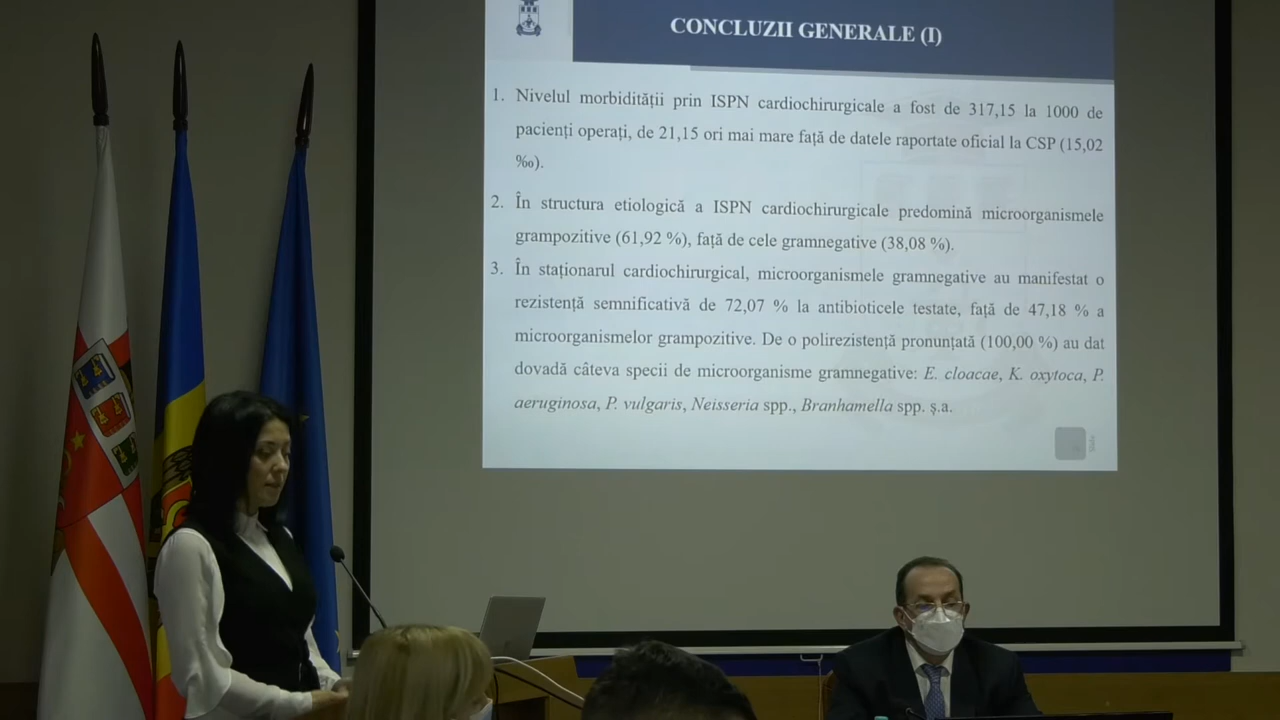 CONCLUZII GENERALE (I)
1. Nivelul morbidității prin ISPN cardiochirurgicale a fost de 317,15 la 1000 de
pacienți operați, de 21,15 ori mai mare față de datele raportate oficial la CSP (15,02
‰).
2. În structura etiologică a ISPN cardiochirurgicale predomină microorganismele
grampozitive (61,92 %), față de cele gramnegative (38,08 %).
3. În staționarul cardiochirurgical, microorganismele gramnegative au manifestat o
rezistență semnificativă de 72,07 % la antibioticele testate, față de 47,18 % a
microorganismelor grampozitive. De o polirezistență pronunțată (100,00 %) au dat
dovadă câteva specii de microorganisme gramnegative: E. cloacae, K. oxytoca, P.
aeruginosa, P. vulgaris, Neisseria spp., Branhamella spp. ș.a.